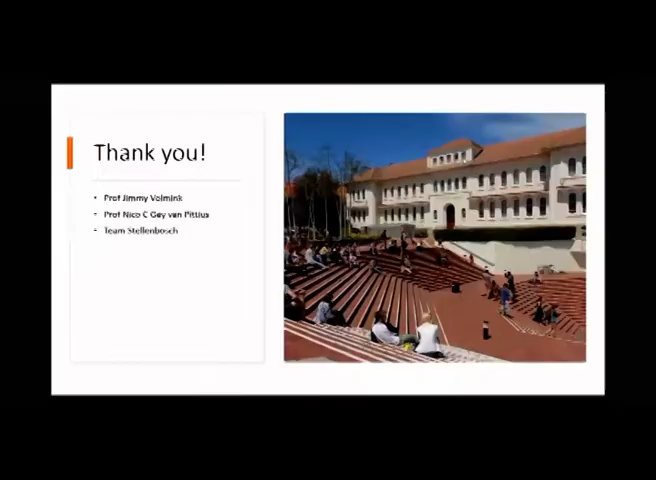 Thank you!
• Prof Jimmy Volmink
• Prof Nico C Gey van Pittius
• Team Stellenbosch